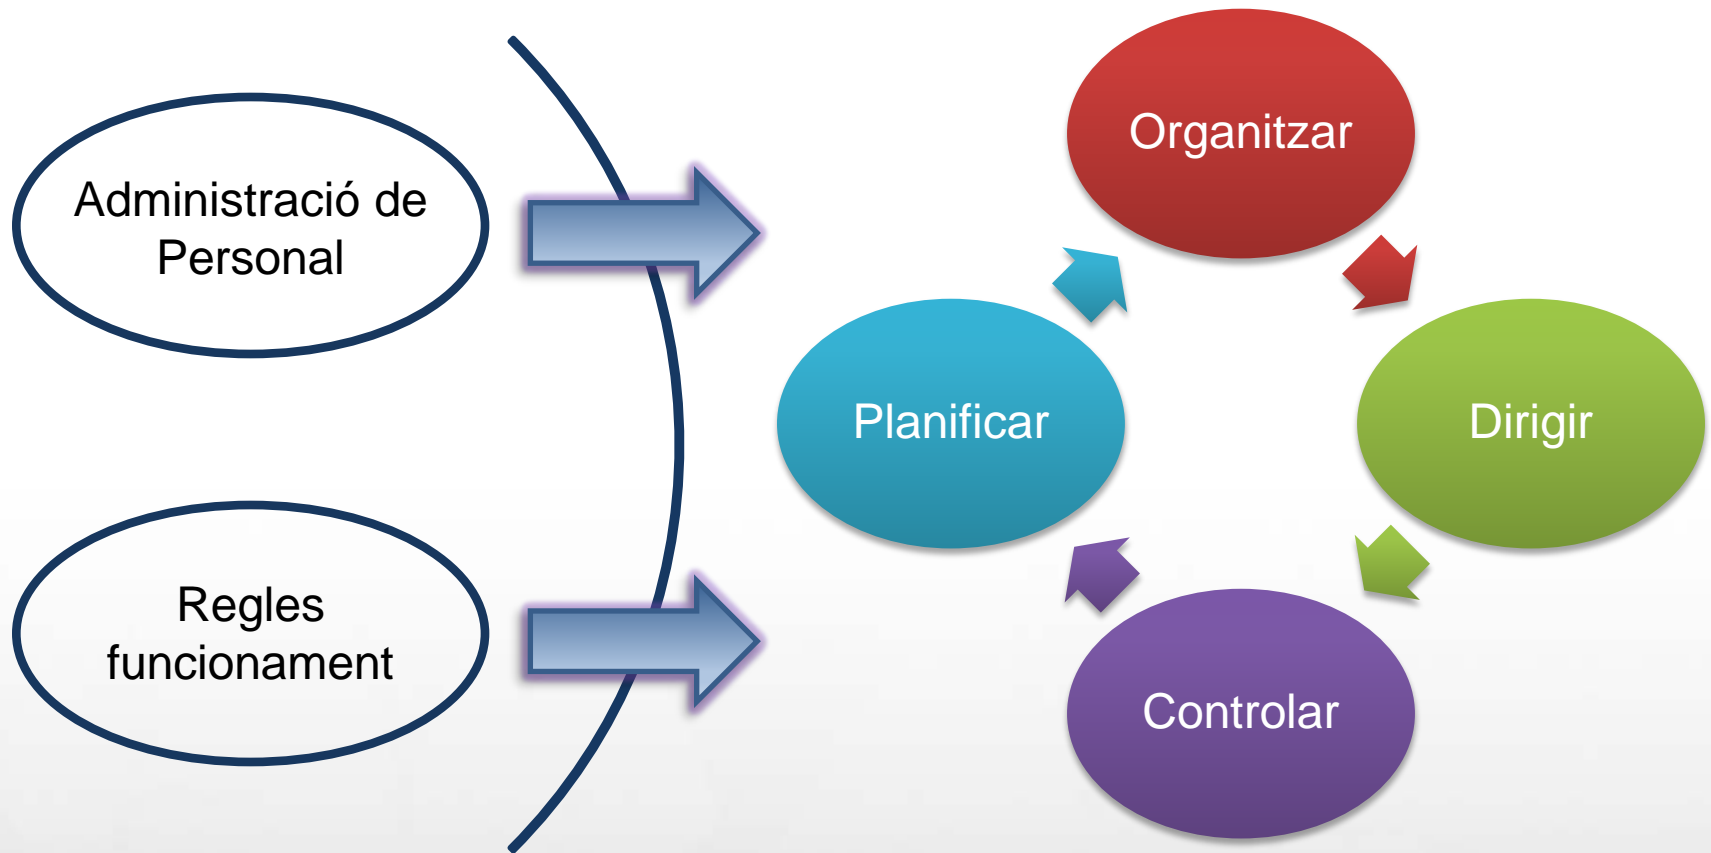 Administració de
Personal
Regles
funcionament
Organitzar
Planificar
Dirigir
Controlar